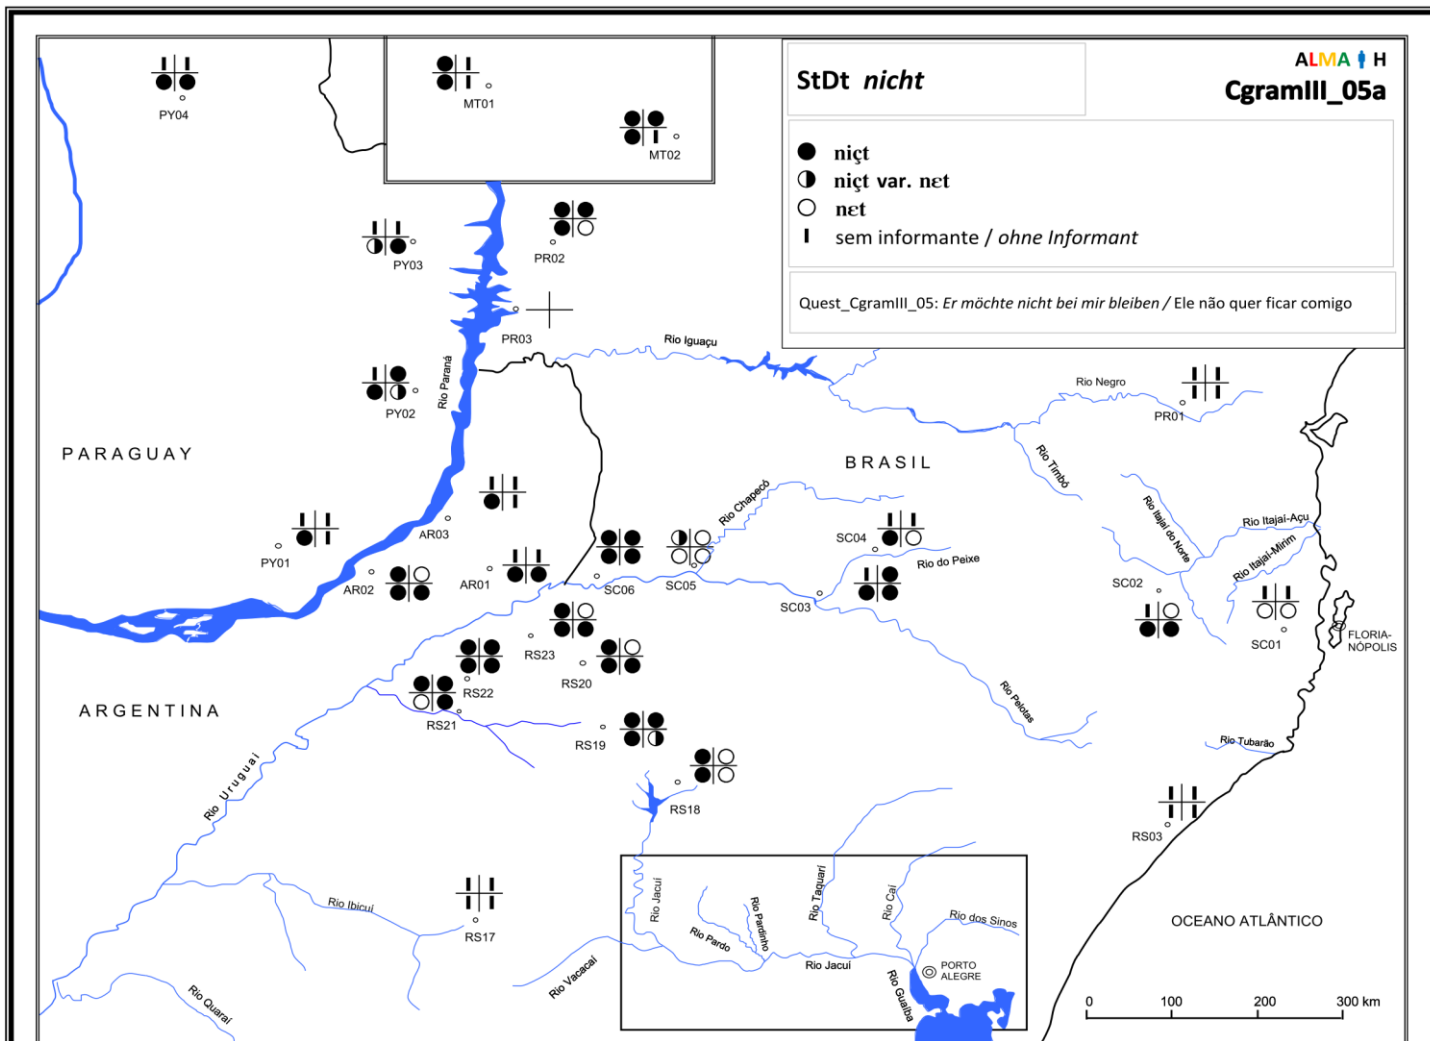 StDt nicht
ALMA H
CgramIII_05a
niçt
niçt var. nɛt
nɛt
sem informante / ohne Informant
Quest_CgramIII_05: Er möchte nicht bei mir bleiben / Ele não quer ficar comigo
PY04
MT01
MT02
PY03
PR02
PR03
Rio Iguaçu
Rio Paraná
PY02
Rio Negro
PR01
PARAGUAY
BRASIL
Rio Timbó
Rio Chapecó
Rio Itajaí do Norte
Rio Itajaí-Açu
Rio Itajaí-Mirim
AR03
PY01
SC04
Rio do Peixe
AR02
AR01
SC06
SC05
SC03
SC02
SC01
FLORIA-
NÓPOLIS
RS23
RS20
RS22
RS21
ARGENTINA
Rio Pelotas
RS19
Rio Tubarão
Rio Uruguai
RS18
RS03
Rio Ibicuí
RS17
Rio Jacuí
Rio Pardo
Rio Pardinho
Rio Taquarí
Rio Caí
Rio dos Sinos
OCEANO ATLÂNTICO
Rio Vacacaí
Rio Jacuí
PORTO
ALEGRE
Rio Guaíba
Rio Quaraí
0 100 200 300 km